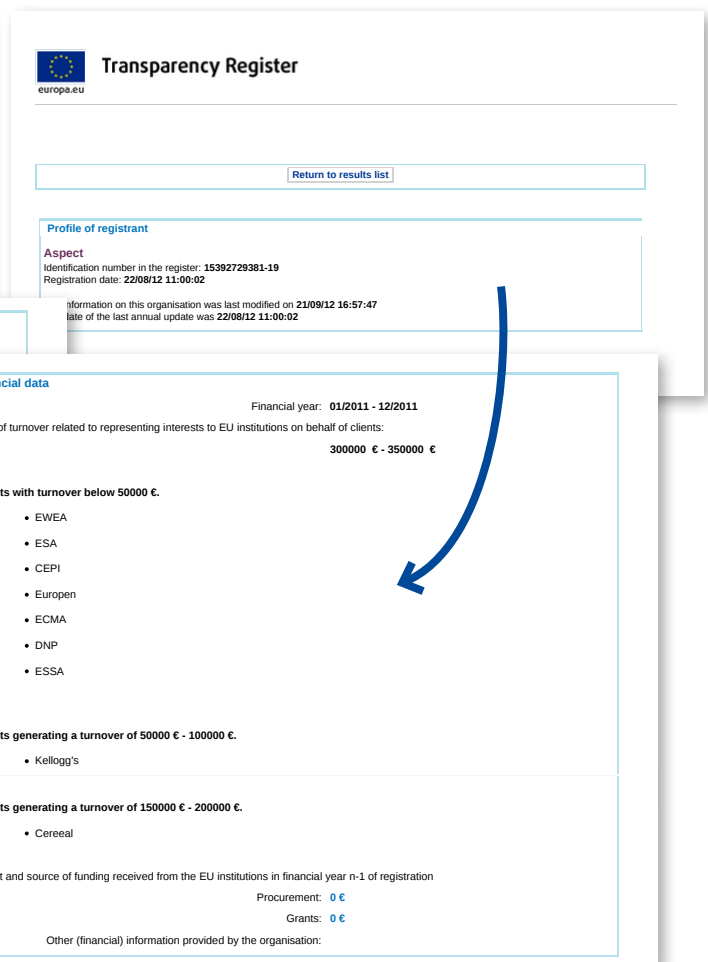 Transparency Register
europa.eu
Return to results list
Profile of registrant
Aspect
Identification number in the register: 15392729381-19
Registration date: 22/08/12 11:00:02
information on this organisation was last modified on 21/09/12 16:57:47
date of the last annual update was 22/08/12 11:00:02
data
Financial year: 01/2011 - 12/2011
of turnover related to representing interests to EU institutions on behalf of clients:
300000 € - 350000 €
with turnover below 50000 €.
• EWEA
• ESA
• CEPI
• Europen
• ECMA
• DNP
• ESSA
generating a turnover of 50000 € - 100000 €.
• Kellogg's
generating a turnover of 150000 € - 200000 €.
• Cereeal
and source of funding received from the EU institutions in financial year n-1 of registration
Procurement: 0 €
Grants: 0 €
Other (financial) information provided by the organisation: